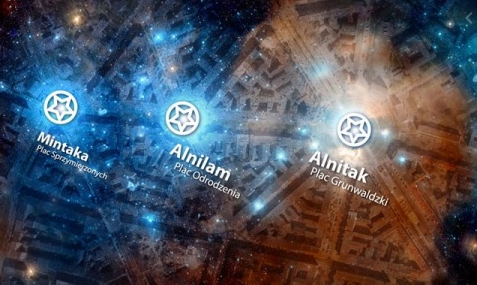 Mintaka
Plac Sprzymierzonych
Alnilam
Plac Odrodzenia
Alnitak
Plac Grunwaldzki